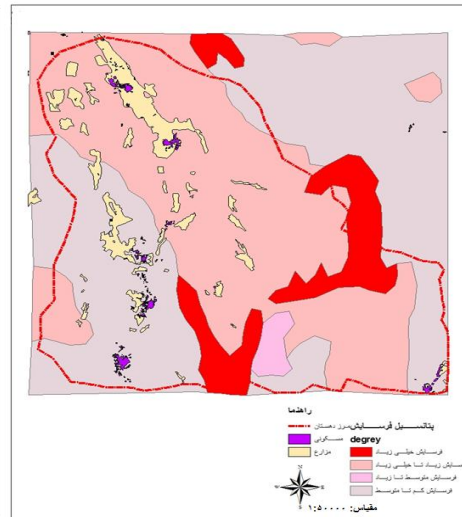 راهنما
پتانسیل فرسایش
مرز دهستان
degrey
مسکونی
فرسایش خیلی زیاد
مزارع
فرسایش زیاد تا خیلی زیاد
فرسایش متوسط تا زیاد
فرسایش کم تا متوسط
مقیاس: ۱:۵۰۰۰۰